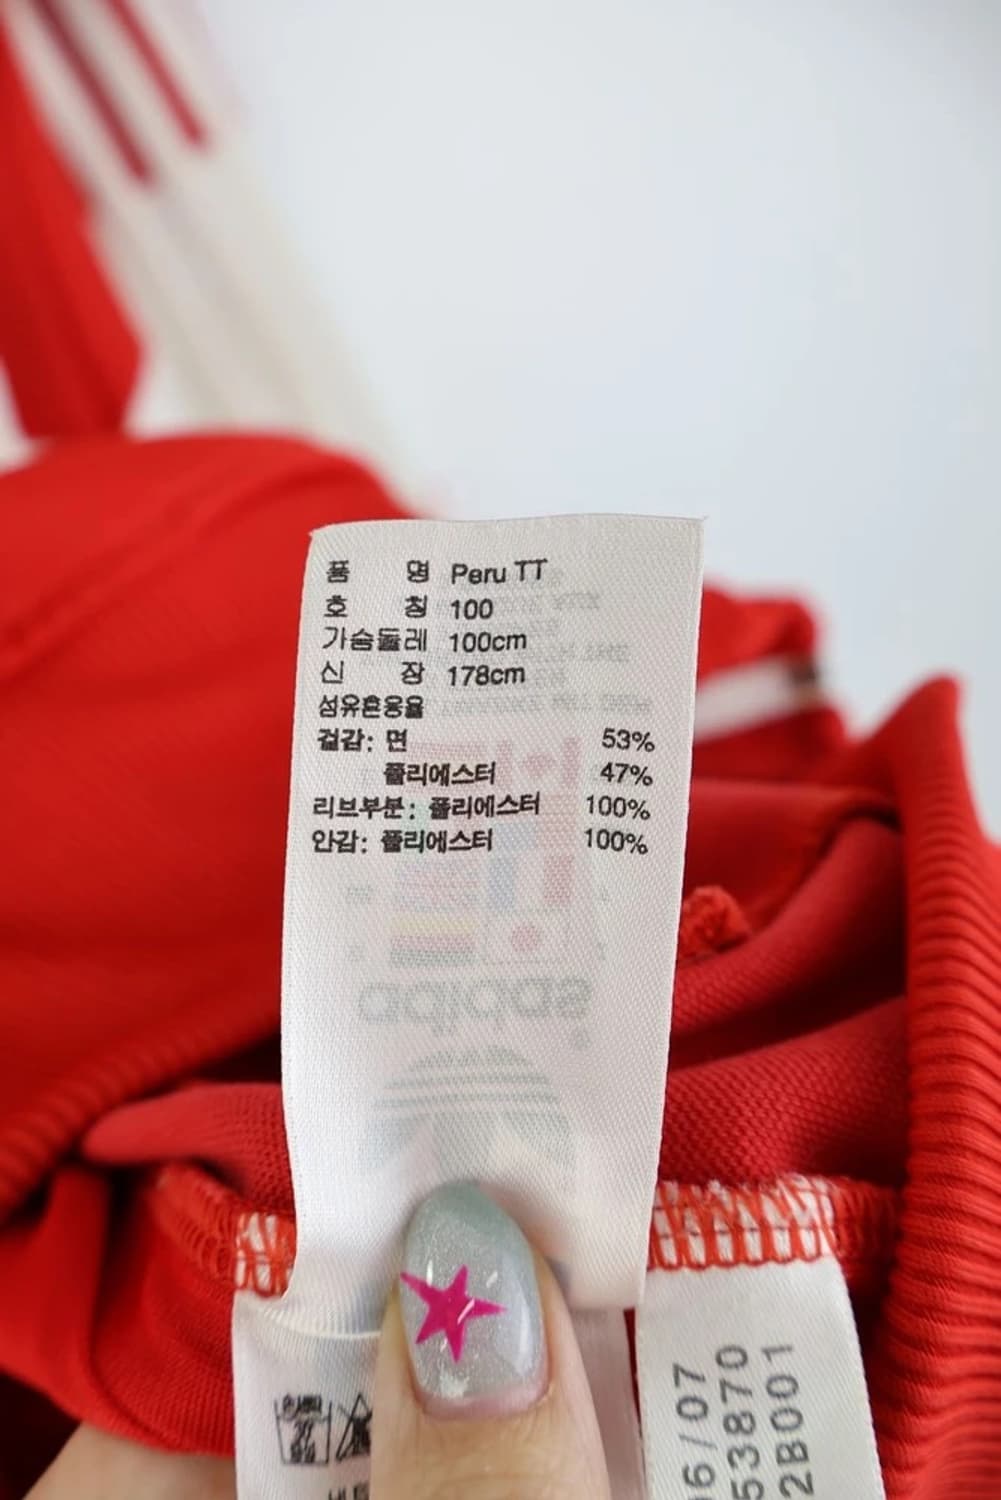 품 명 Peru TT
호 칭 100
가슴둘레 100cm
신 장 178cm
섬유혼용율
겉감: 면 53%
폴리에스터 47%
리브부분: 폴리에스터 100%
안감: 폴리에스터 100%
adidas
6/07
53870
2B001